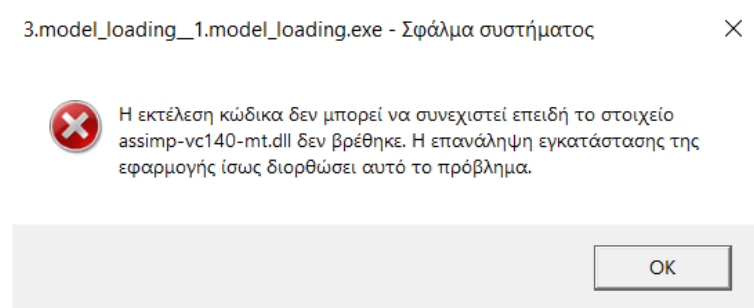 3.model_loading__1.model_loading.exe - Σφάλμα συστήματος
Η εκτέλεση κώδικα δεν μπορεί να συνεχιστεί επειδή το στοιχείο
assimp-vc140-mt.dll δεν βρέθηκε. Η επανάληψη εγκατάστασης της
εφαρμογής ίσως διορθώσει αυτό το πρόβλημα.
OK